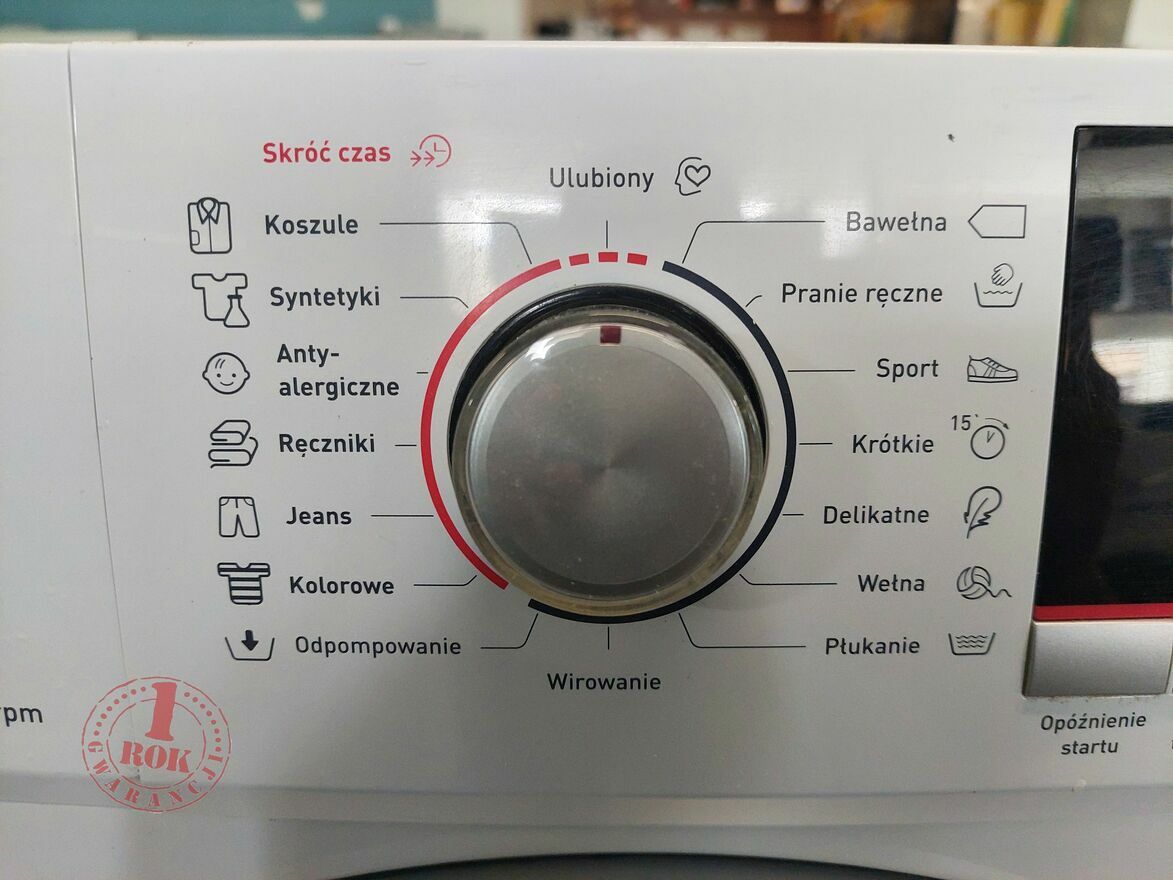 Skróć czas
Ulubiony
Koszule
Bawełna
Syntetyki
Pranie ręczne
Anty-
alergiczne
Sport
Ręczniki
Krótkie
15'
Jeans
Delikatne
Kolorowe
Wełna
Odpompowanie
Płukanie
Wirowanie
rpm
Opóźnienie
startu
1
ROK
GWARANCJI